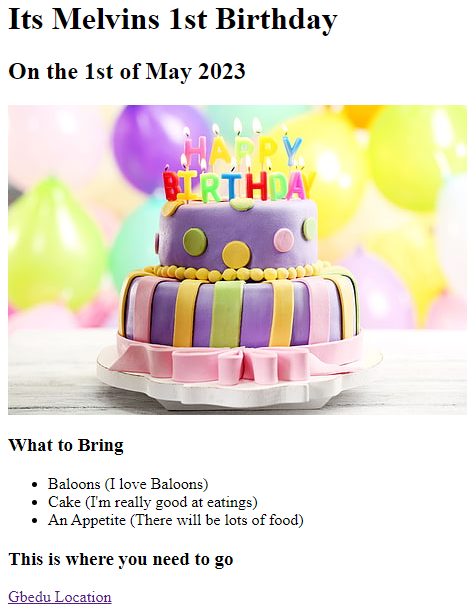 Its Melvins 1st Birthday
On the 1st of May 2023
HAPPY
BIRTHDAY
What to Bring
Baloons (I love Baloons)
Cake (I'm really good at eatings)
An Appetite (There will be lots of food)
This is where you need to go
Gbedu Location